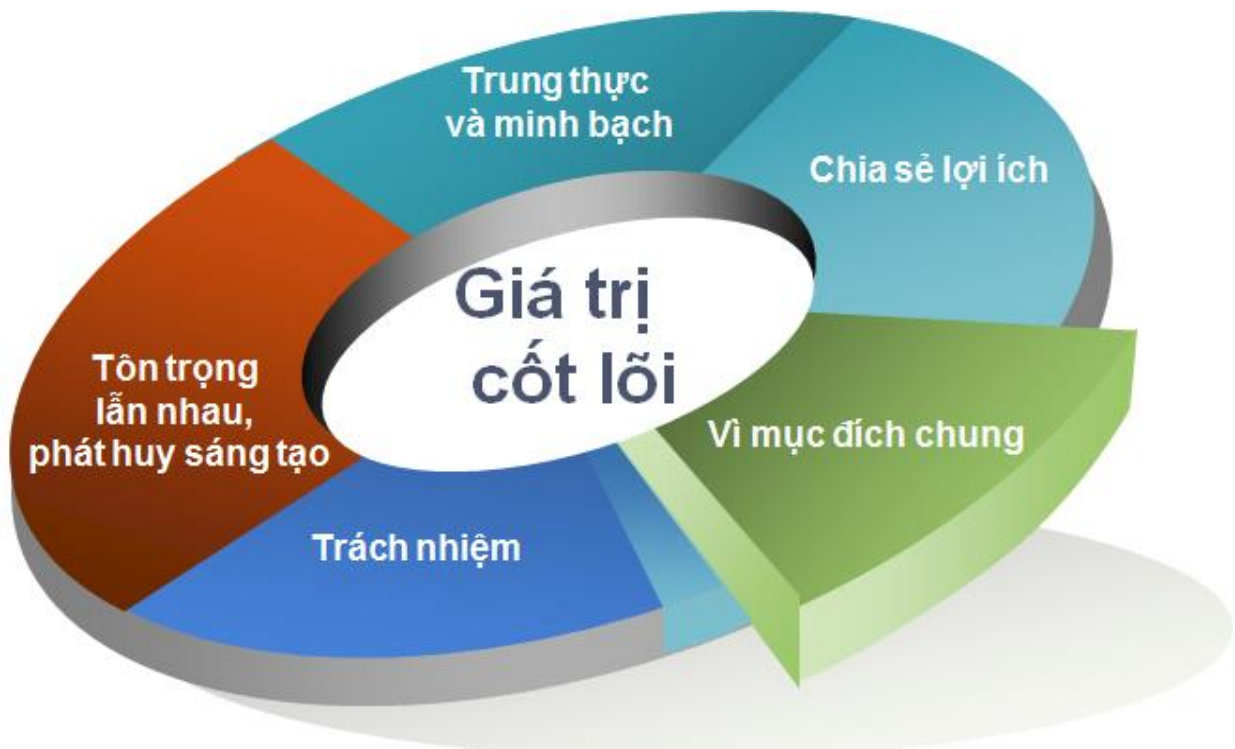 Trung thực
và minh bạch
Chia sẻ lợi ích
Giá trị
cốt lõi
Tôn trọng
lẫn nhau,
phát huy sáng tạo
Vì mục đích chung
Trách nhiệm